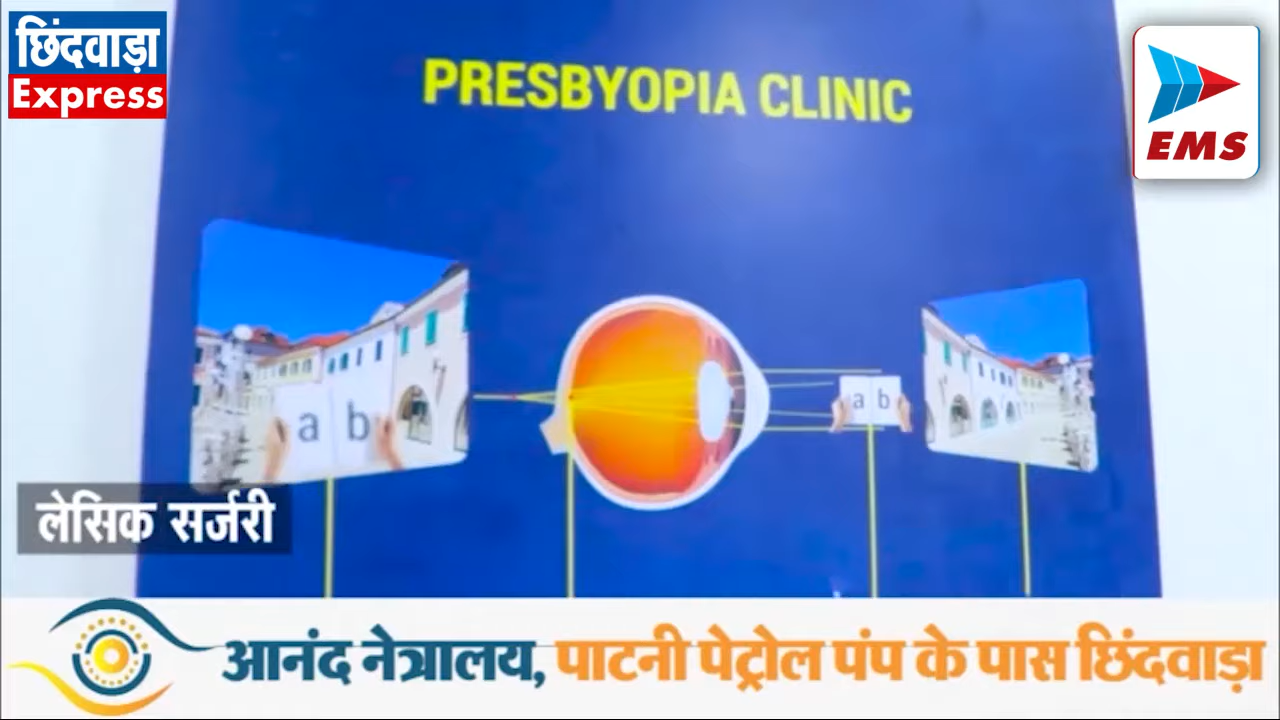 छिंदवाड़ा
Express
EMS
PRESBYOPIA CLINIC
a b
a b
लेसिक सर्जरी
आनंद नेत्रालय, पाटनी पेट्रोल पंप के पास छिंदवाड़ा